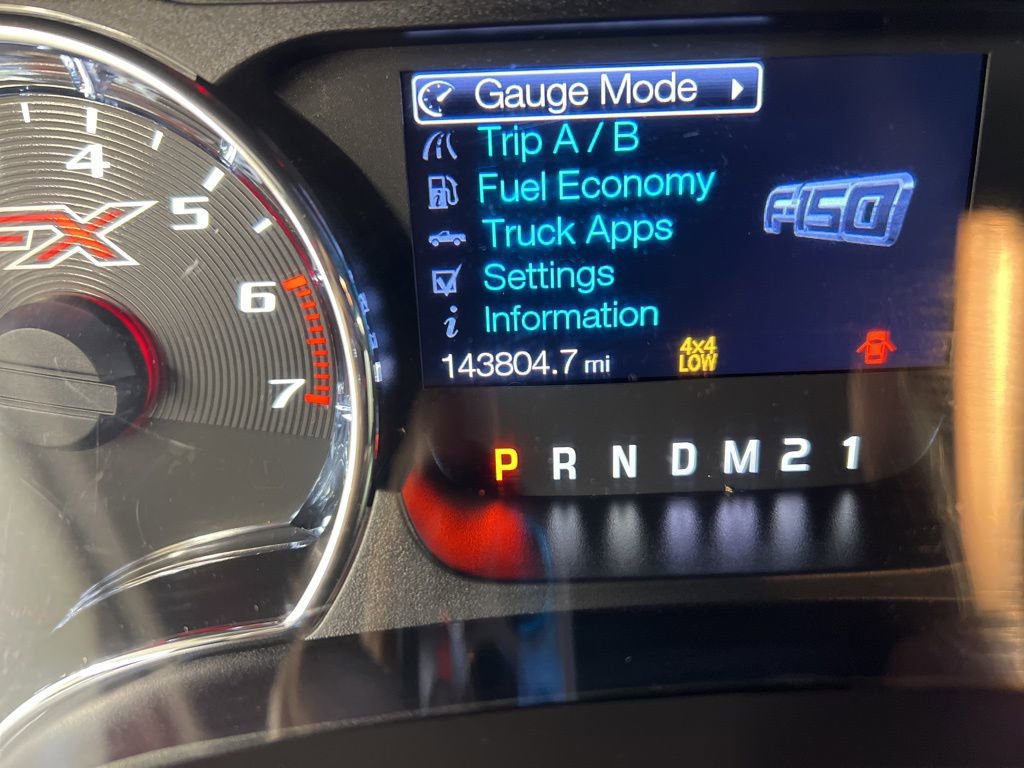 4
5
6
7
FX
Gauge Mode
Trip A / B
Fuel Economy
Truck Apps
Settings
Information
F-150
143804.7 mi
4x4
LOW
P R N D M 2 1